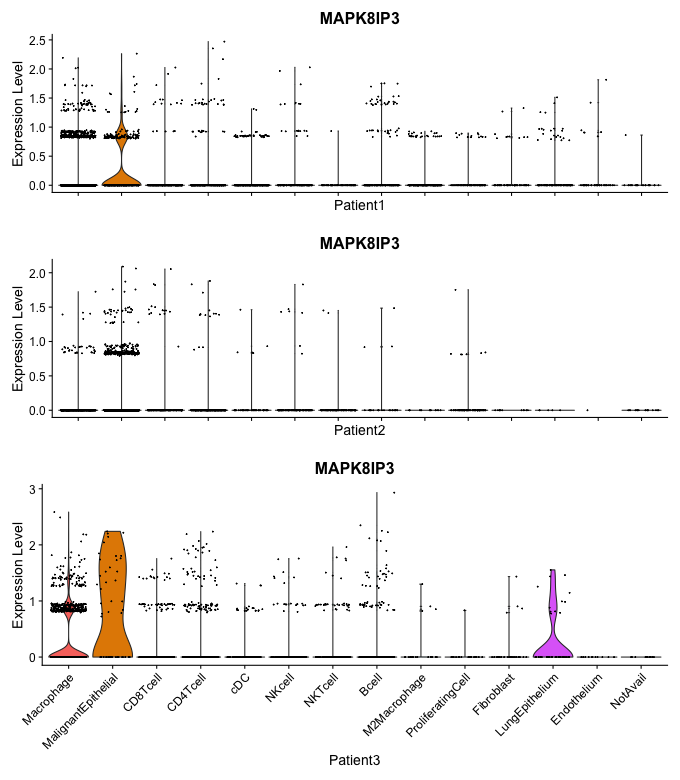 MAPK8IP3
Expression Level
2.5
2.0
1.5
1.0
0.5
0.0
Patient1
MAPK8IP3
Expression Level
2.0
1.5
1.0
0.5
0.0
Patient2
MAPK8IP3
Expression Level
3
2
1
0
Macrophage
MalignantEpithelial
CD8Tcell
CD4Tcell
cDC
NKcell
NKTcell
Bcell
M2Macrophage
ProliferatingCell
Fibroblast
LungEpithelium
Endothelium
NotAvail
Patient3